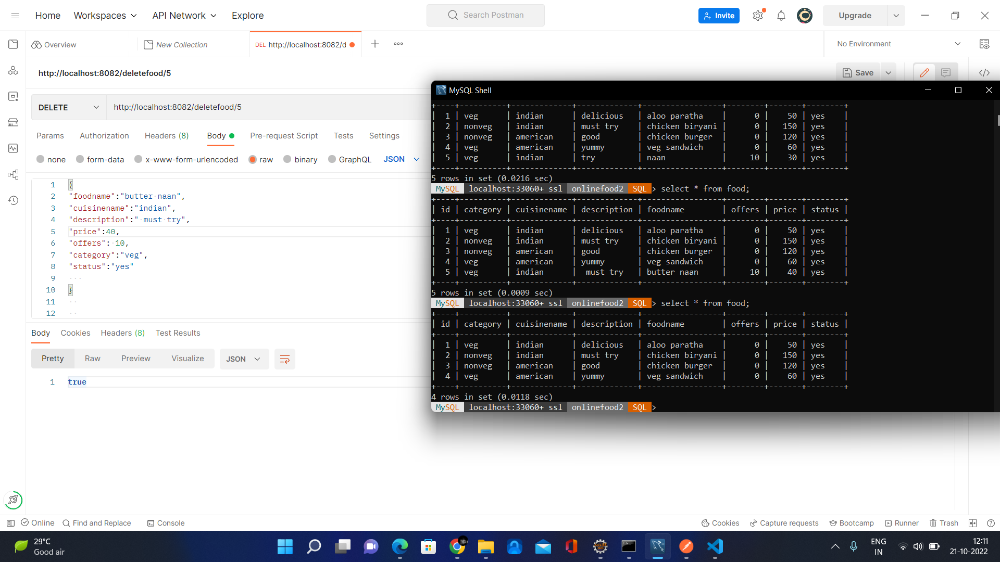 Home Workspaces API Network Explore Search Postman Invite Upgrade
Overview New Collection DEL http://localhost:8082/d No Environment
http://localhost:8082/deletefood/5 Save
DELETE http://localhost:8082/deletefood/5
Params Authorization Headers (8) Body Pre-request Script Tests Settings
none form-data x-www-form-urlencoded raw binary GraphQL JSON
1 {
2 "foodname":"butter naan",
3 "cuisinename":"indian",
4 "description":" must try",
5 "price":40,
6 "offers": 10,
7 "category":"veg",
8 "status":"yes"
9
10 }
11
12
Body Cookies Headers (8) Test Results
Pretty Raw Preview Visualize JSON
1 true
MySQL Shell
+----+----------+-------------+-------------+-----------------+--------+-------+--------+
| 1 | veg | indian | delicious | aloo paratha | 0 | 50 | yes |
| 2 | nonveg | indian | must try | chicken biryani | 0 | 150 | yes |
| 3 | nonveg | american | good | chicken burger | 0 | 120 | yes |
| 4 | veg | american | yummy | veg sandwich | 0 | 60 | yes |
| 5 | veg | indian | try | naan | 10 | 30 | yes |
+----+----------+-------------+-------------+-----------------+--------+-------+--------+
5 rows in set (0.0216 sec)
MySQL localhost:33060+ ssl onlinefood2 SQL > select * from food;
+----+----------+-------------+-------------+-----------------+--------+-------+--------+
| id | category | cuisinename | description | foodname | offers | price | status |
+----+----------+-------------+-------------+-----------------+--------+-------+--------+
| 1 | veg | indian | delicious | aloo paratha | 0 | 50 | yes |
| 2 | nonveg | indian | must try | chicken biryani | 0 | 150 | yes |
| 3 | nonveg | american | good | chicken burger | 0 | 120 | yes |
| 4 | veg | american | yummy | veg sandwich | 0 | 60 | yes |
| 5 | veg | indian | must try | butter naan | 10 | 40 | yes |
+----+----------+-------------+-------------+-----------------+--------+-------+--------+
5 rows in set (0.0009 sec)
MySQL localhost:33060+ ssl onlinefood2 SQL > select * from food;
+----+----------+-------------+-------------+-----------------+--------+-------+--------+
| id | category | cuisinename | description | foodname | offers | price | status |
+----+----------+-------------+-------------+-----------------+--------+-------+--------+
| 1 | veg | indian | delicious | aloo paratha | 0 | 50 | yes |
| 2 | nonveg | indian | must try | chicken biryani | 0 | 150 | yes |
| 3 | nonveg | american | good | chicken burger | 0 | 120 | yes |
| 4 | veg | american | yummy | veg sandwich | 0 | 60 | yes |
+----+----------+-------------+-------------+-----------------+--------+-------+--------+
4 rows in set (0.0118 sec)
MySQL localhost:33060+ ssl onlinefood2 SQL >
Online Find and Replace Console Cookies Capture requests Bootcamp Runner Trash
29°C
Good air
ENG
IN
12:11
21-10-2022